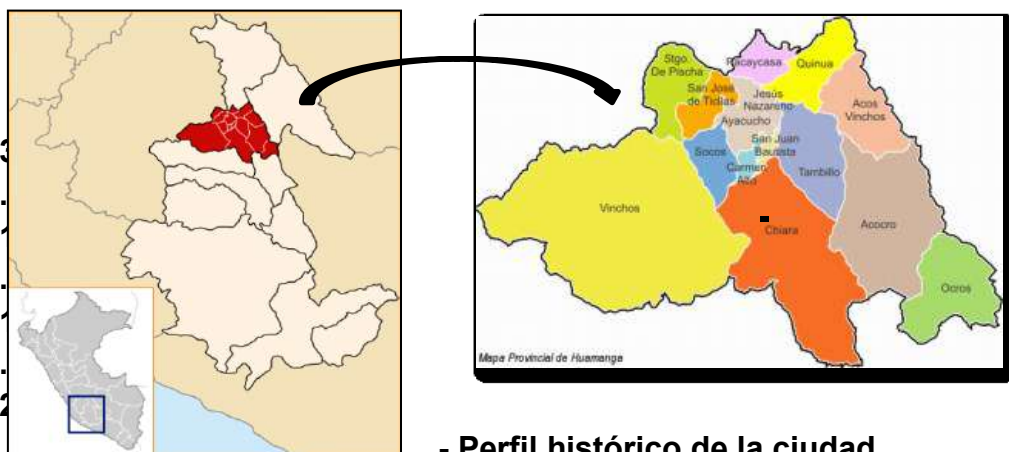 Stgo.
De Pischa
Pacaycasa
Quinua
San José
de Ticllas
Jesús
Nazareno
Acos
Vinchos
Ayacucho
San Juan
Bautista
Socos
Carmen
Alto
Tambillo
Vinchos
Chiara
Acocro
Ocros
Mapa Provincial de Huamanga
- Perfil histórico de la ciudad